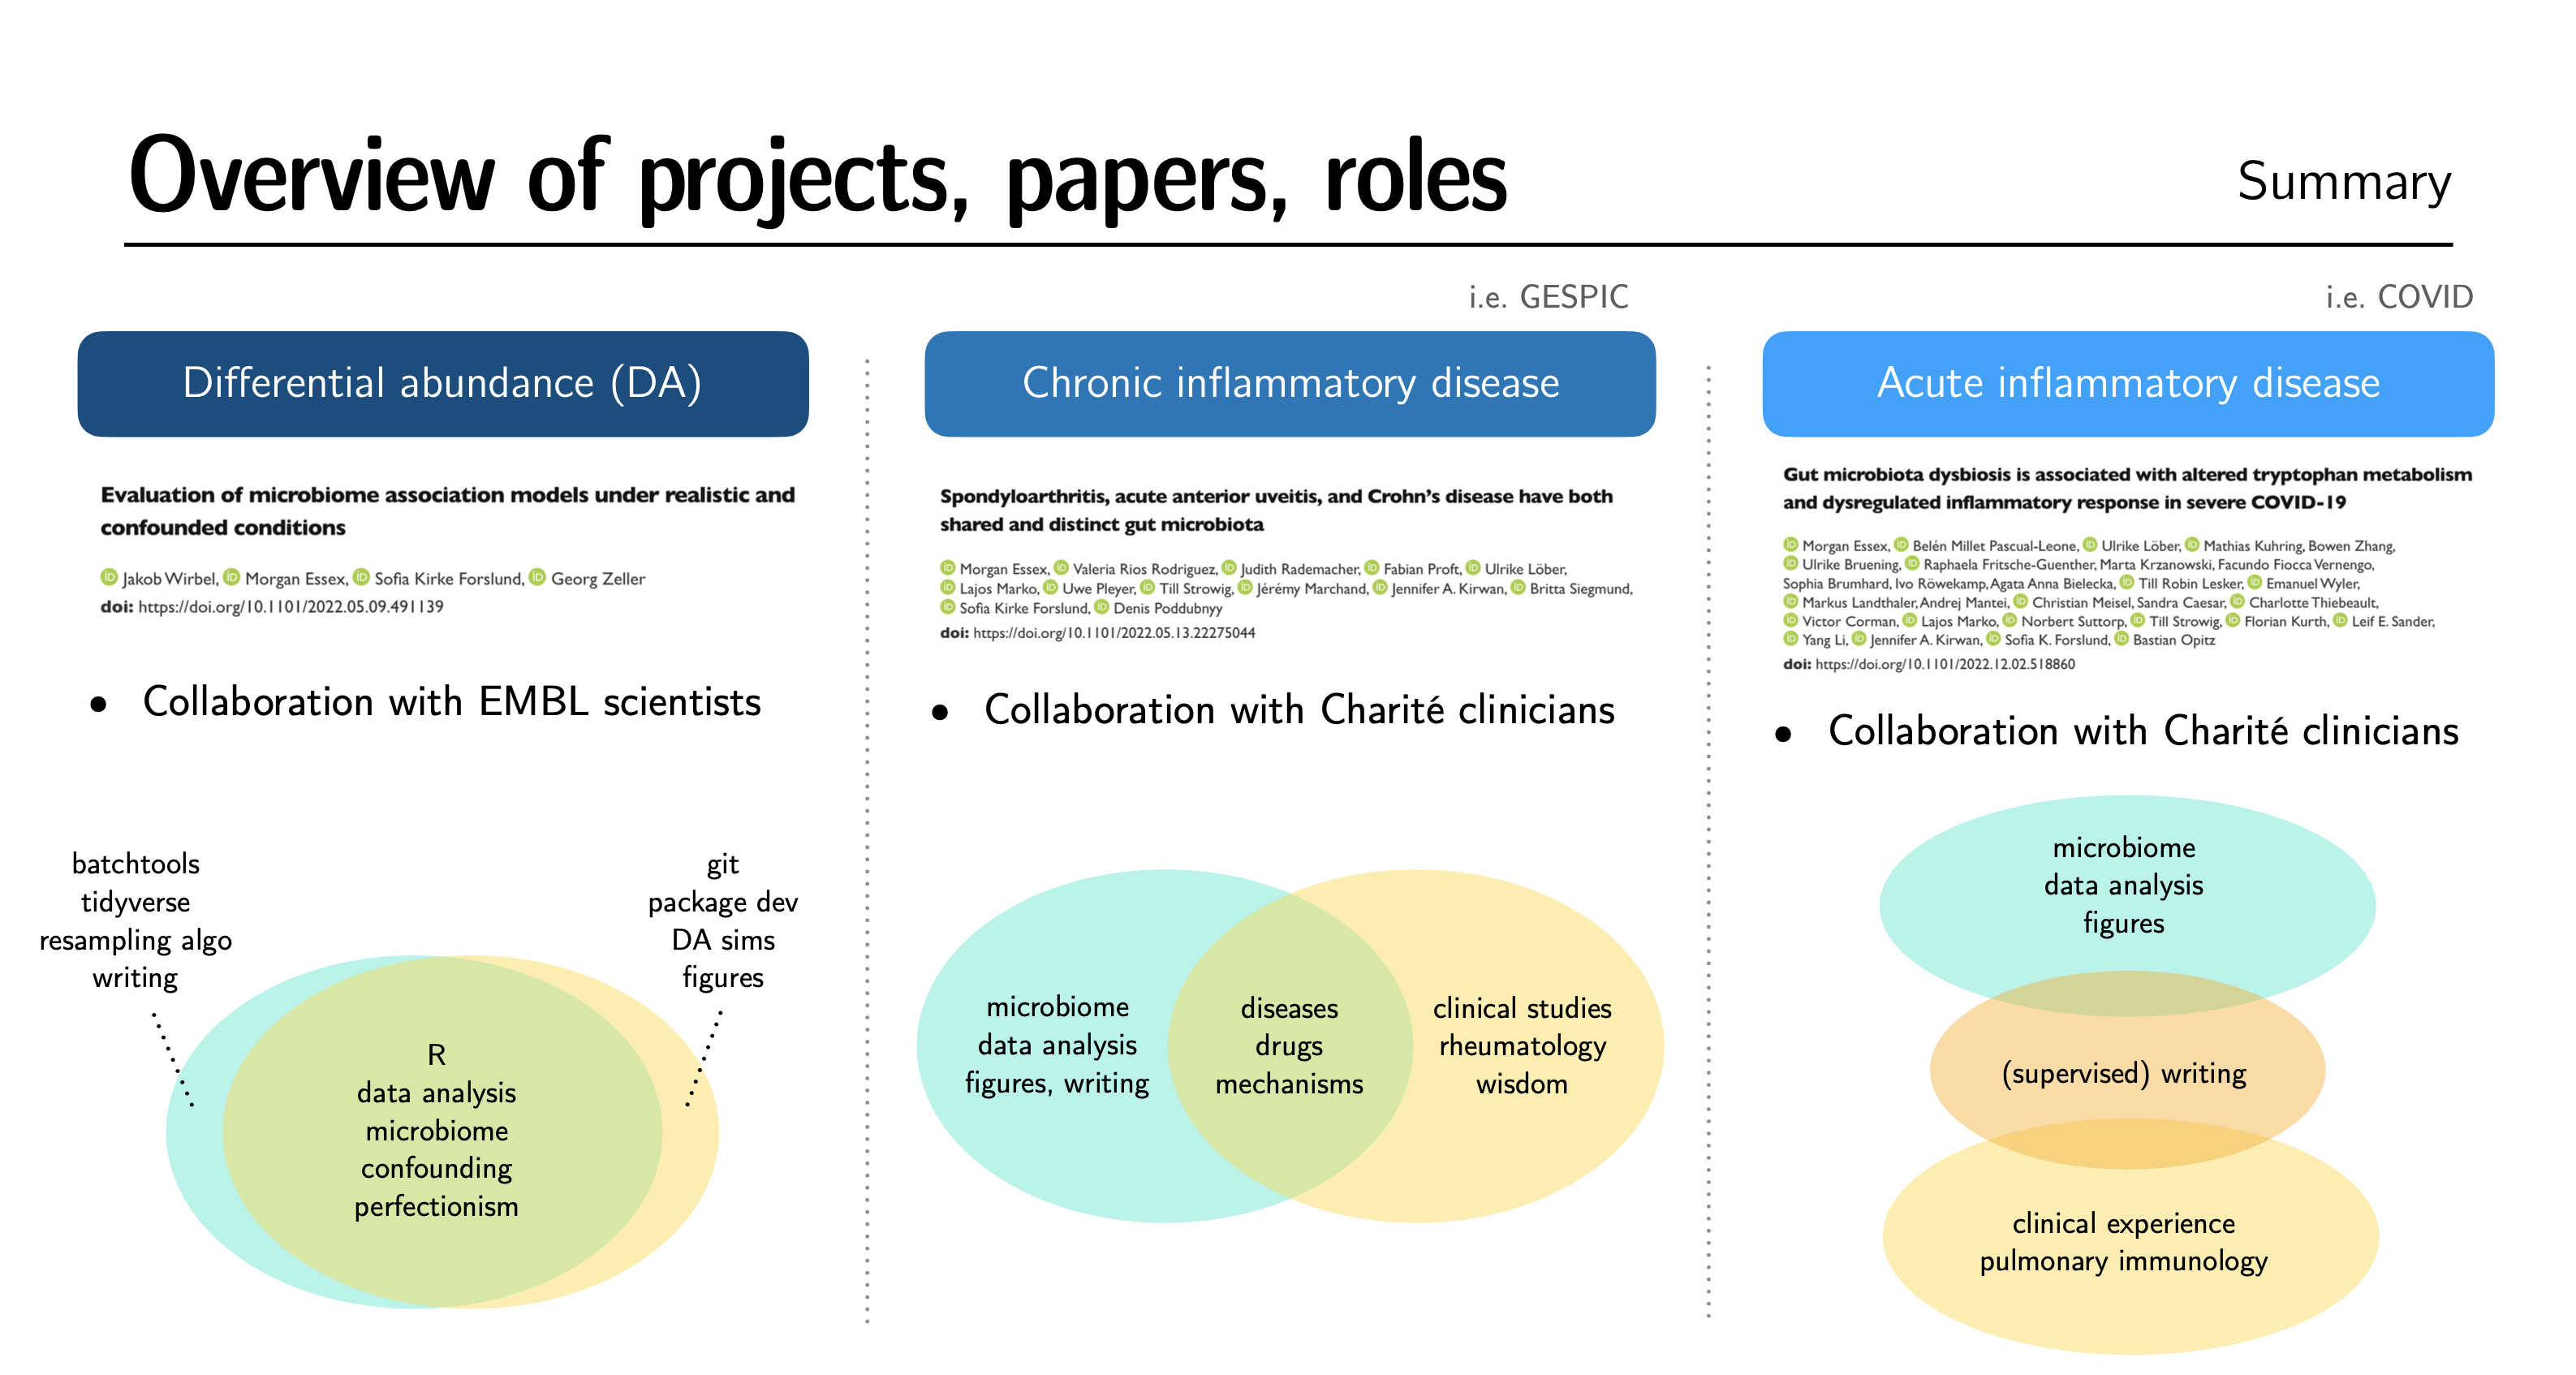 Overview of projects, papers, roles
Summary
Differential abundance (DA)
Evaluation of microbiome association models under realistic and
confounded conditions
Jakob Wirbel, Morgan Essex, Sofia Kirke Forslund, Georg Zeller
doi: https://doi.org/10.1101/2022.05.09.491139
• Collaboration with EMBL scientists
batchtools
tidyverse
resampling algo
writing
git
package dev
DA sims
figures
R
data analysis
microbiome
confounding
perfectionism
i.e. GESPIC
Chronic inflammatory disease
Spondyloarthritis, acute anterior uveitis, and Crohn's disease have both
shared and distinct gut microbiota
Morgan Essex, Valeria Rios Rodriguez, Judith Rademacher, Fabian Proft, Ulrike Löber,
Lajos Marko, Uwe Pleyer, Till Strowig, Jérémy Marchand, Jennifer A. Kirwan, Britta Siegmund,
Sofia Kirke Forslund, Denis Poddubnyy
doi: https://doi.org/10.1101/2022.05.13.22275044
• Collaboration with Charité clinicians
microbiome
data analysis
figures, writing
diseases
drugs
mechanisms
clinical studies
rheumatology
wisdom
i.e. COVID
Acute inflammatory disease
Gut microbiota dysbiosis is associated with altered tryptophan metabolism
and dysregulated inflammatory response in severe COVID-19
Morgan Essex, Belén Millet Pascual-Leone, Ulrike Löber, Mathias Kuhring, Bowen Zhang,
Ulrike Bruening, Raphaela Fritsche-Guenther, Marta Krzanowski, Facundo Fiocca Vernengo,
Sophia Brumhard, Ivo Röwekamp, Agata Anna Bielecka, Till Robin Lesker, Emanuel Wyler,
Markus Landthaler, Andrej Mantei, Christian Meisel, Sandra Caesar, Charlotte Thiebeault,
Victor Corman, Lajos Marko, Norbert Suttorp, Till Strowig, Florian Kurth, Leif E. Sander,
Yang Li, Jennifer A. Kirwan, Sofia K. Forslund, Bastian Opitz
doi: https://doi.org/10.1101/2022.12.02.518860
• Collaboration with Charité clinicians
microbiome
data analysis
figures
(supervised) writing
clinical experience
pulmonary immunology